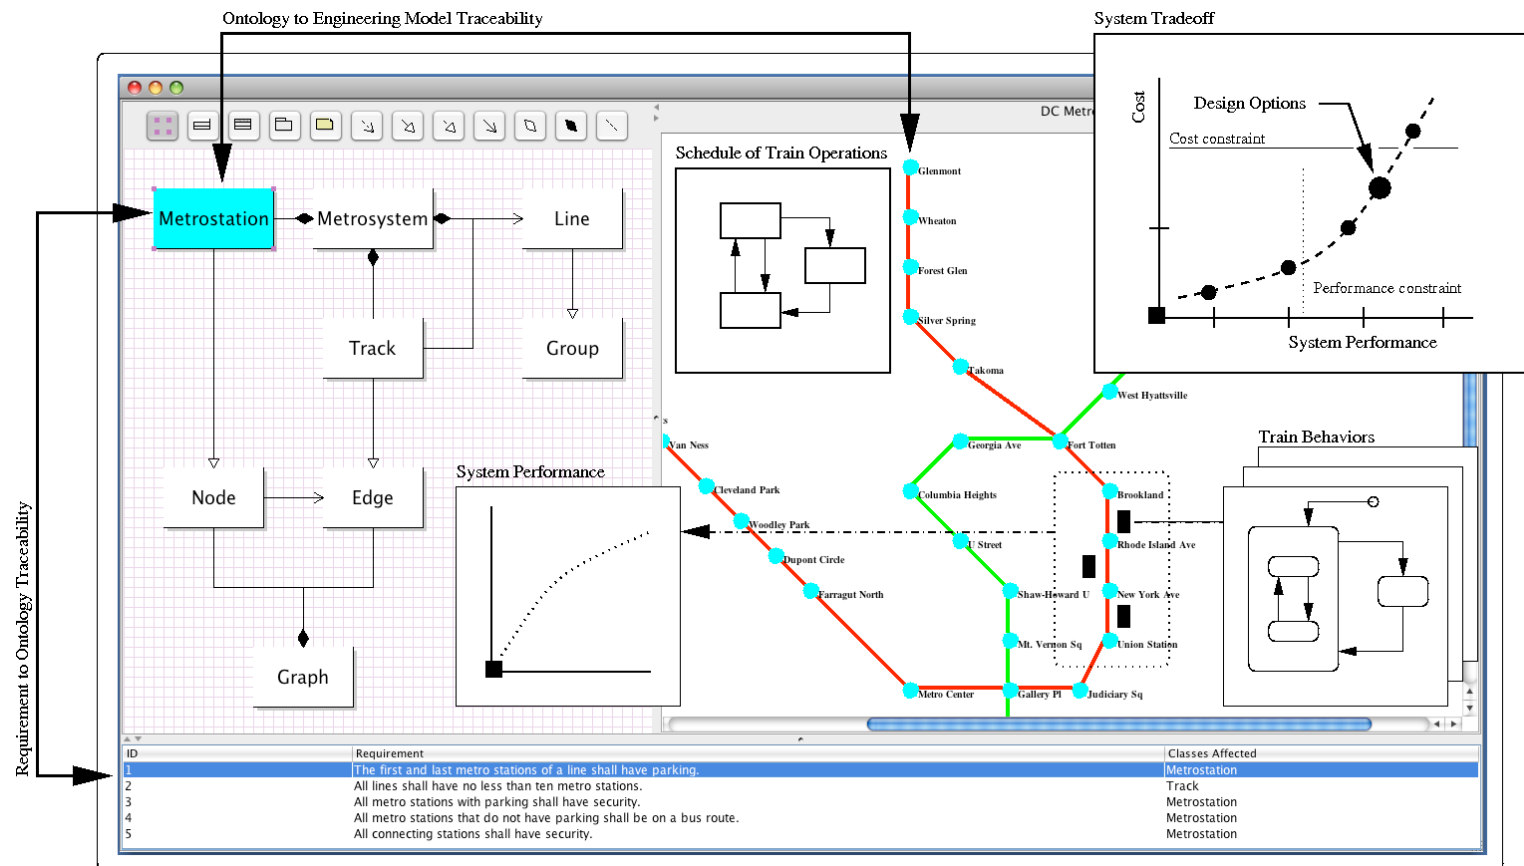 Ontology to Engineering Model Traceability
System Tradeoff
DC Metr
Cost
Design Options
Cost constraint
Performance constraint
System Performance
Schedule of Train Operations
Metrostation
Metrosystem
Line
Track
Group
Node
Edge
Graph
Requirement to Ontology Traceability
System Performance
Glenmont
Wheaton
Forest Glen
Silver Spring
Takoma
West Hyattsville
s
Van Ness
Georgia Ave
Fort Totten
Train Behaviors
Cleveland Park
Columbia Heights
Brookland
Woodley Park
U Street
Rhode Island Ave
Dupont Circle
Farragut North
Shaw-Howard U
New York Ave
Mt. Vernon Sq
Union Station
Metro Center
Gallery Pl
Judiciary Sq
ID Requirement Classes Affected
1 The first and last metro stations of a line shall have parking. Metrostation
2 All lines shall have no less than ten metro stations. Track
3 All metro stations with parking shall have security. Metrostation
4 All metro stations that do not have parking shall be on a bus route. Metrostation
5 All connecting stations shall have security. Metrostation